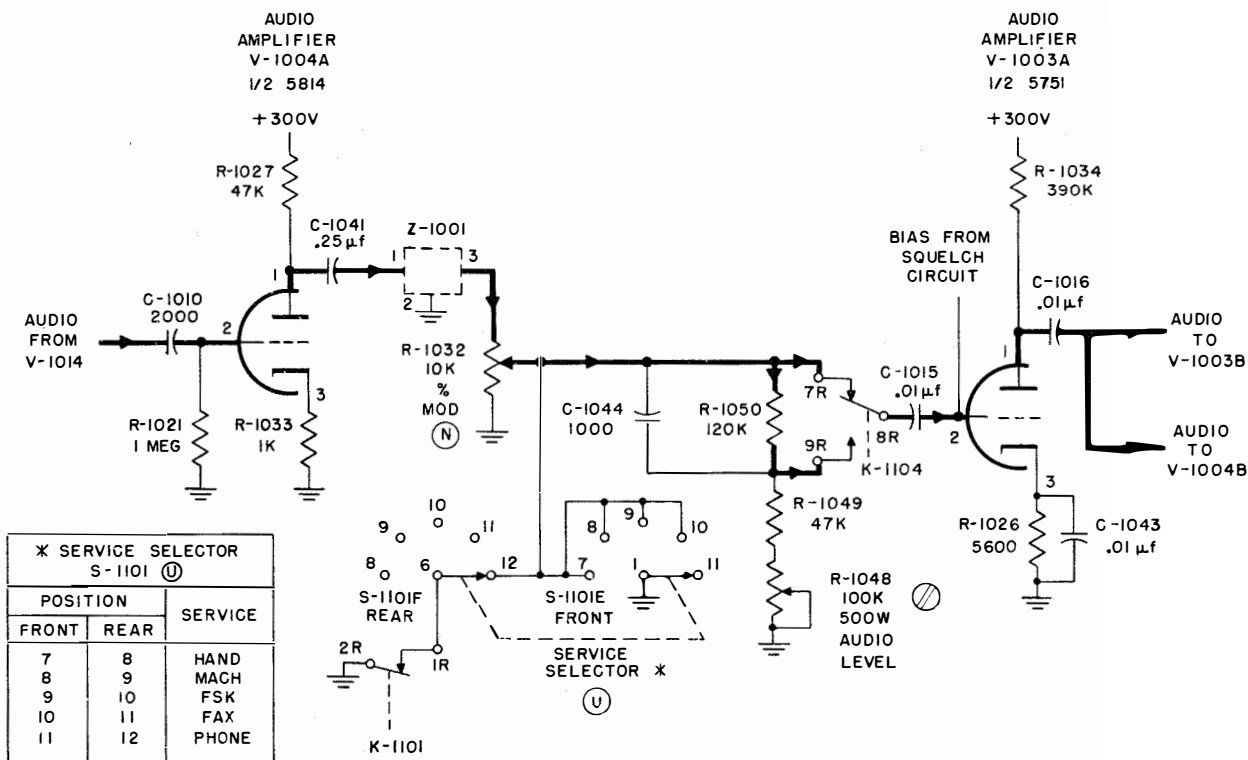 AUDIO
AMPLIFIER
V-1004A
1/2 5814
+300V
R-1027
47K
C-1041
.25μf
Z-1001
1
1
3
2
C-1010
2000
AUDIO
FROM
V-1014
2
3
R-1021
1 MEG
R-1033
1K
R-1032
10K
%
MOD
N
C-1044
1000
R-1050
120K
7R
9R
8R
K-1104
C-1015
.01μf
BIAS FROM
SQUELCH
CIRCUIT
AUDIO
AMPLIFIER
V-1003A
1/2 5751
+300V
R-1034
390K
C-1016
.01μf
1
2
3
AUDIO
TO
V-1003B
AUDIO
TO
V-1004B
R-1026
5600
C-1043
.01μf
R-1049
47K
R-1048
100K
500W
AUDIO
LEVEL
10
9
11
8
6
12
S-1101F
REAR
7
8
9
10
1
11
S-1101E
FRONT
SERVICE
SELECTOR *
U
2R
1R
K-1101
* SERVICE SELECTOR
S-1101 U
POSITION SERVICE
FRONT REAR
7 8 HAND
8 9 MACH
9 10 FSK
10 11 FAX
11 12 PHONE